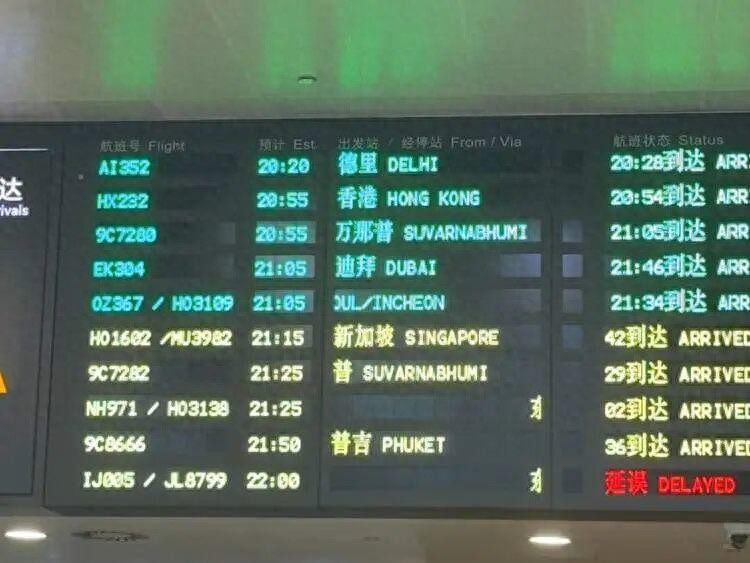 航班号 Flight 预计 Est. 出发站 / 经停站 From / Via 航班状态 Status
达
ivals
AI352 20:20 德里 DELHI 20:28到达 ARR
HX232 20:55 香港 HONG KONG 20:54到达 ARR
9C7280 20:55 万那普 SUVARNABHUMI 21:05到达 ARR
EK304 21:05 迪拜 DUBAI 21:46到达 ARR
OZ367 / HO3109 21:05 OUL/INCHEON 21:34到达 ARR
HO1602 /MU3982 21:15 新加坡 SINGAPORE 42到达 ARRIVED
9C7282 21:25 普 SUVARNABHUMI 29到达 ARRIVED
NH971 / HO3138 21:25 02到达 ARRIVED
9C8666 21:50 普吉 PHUKET 36到达 ARRIVED
IJ005 / JL8799 22:00 延误 DELAYED